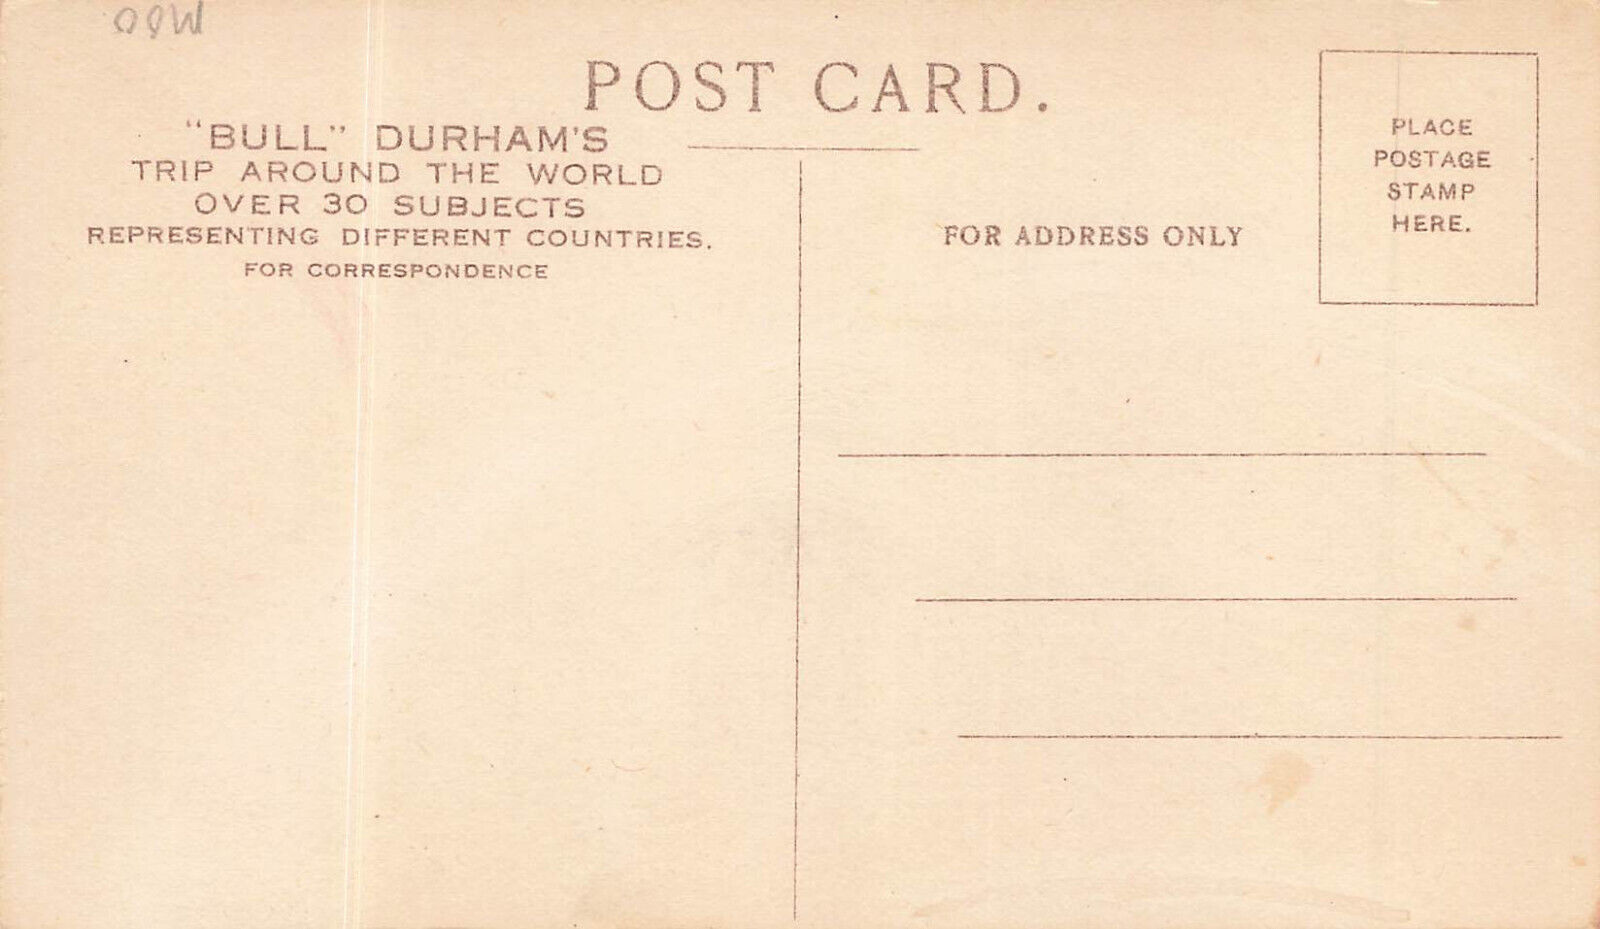 POST CARD.
"BULL" DURHAM'S
TRIP AROUND THE WORLD
OVER 30 SUBJECTS
REPRESENTING DIFFERENT COUNTRIES.
FOR CORRESPONDENCE
FOR ADDRESS ONLY
PLACE
POSTAGE
STAMP
HERE.